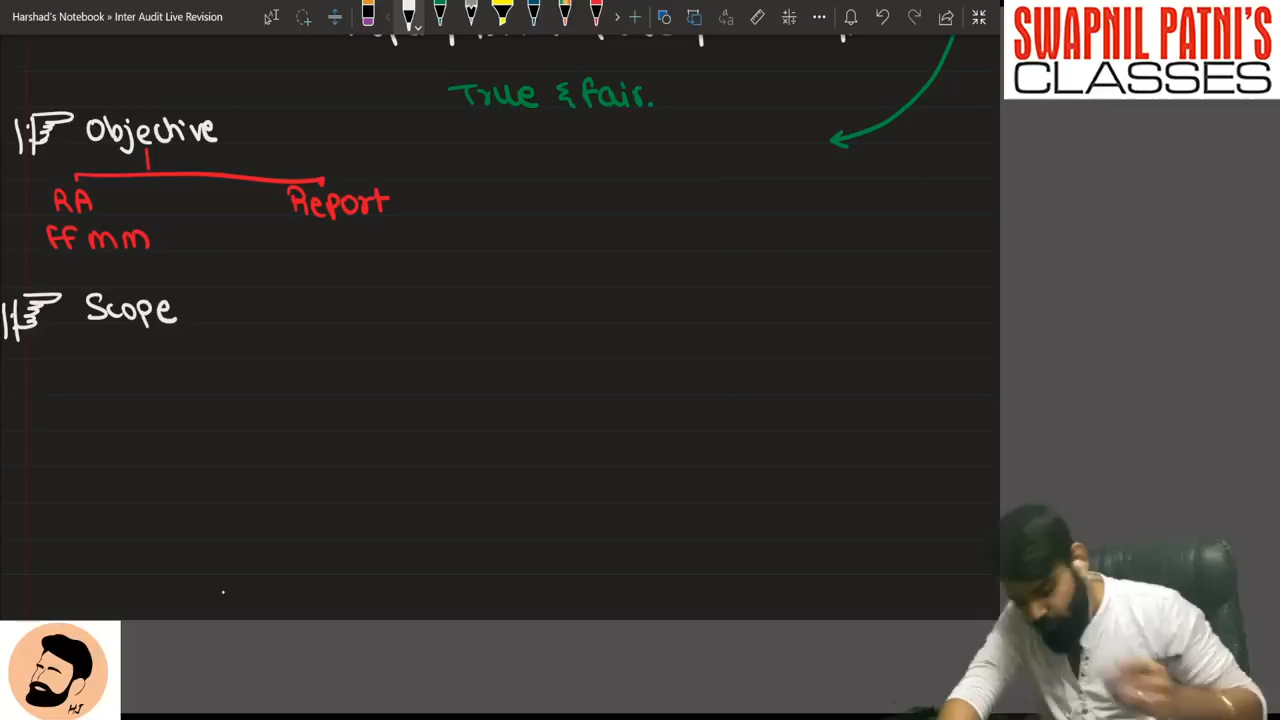 Harshad's Notebook » Inter Audit Live Revision
SWAPNIL PATNI'S
CLASSES
True & fair.
Objective
RA Report
ff mm
Scope
HJ